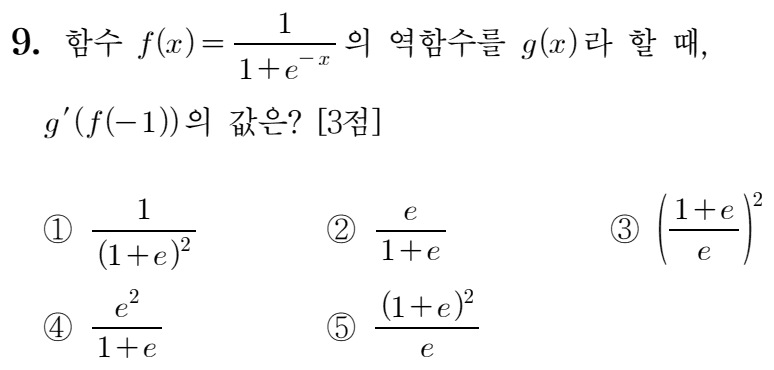 9. 함수 f(x)=1/(1+e^{-x})의 역함수를 g(x)라 할 때,
g′(f(−1))의 값은? [3점]
① 1/(1+e)^2 ② e/(1+e) ③ ((1+e)/e)^2
④ e^2/(1+e) ⑤ (1+e)^2/e